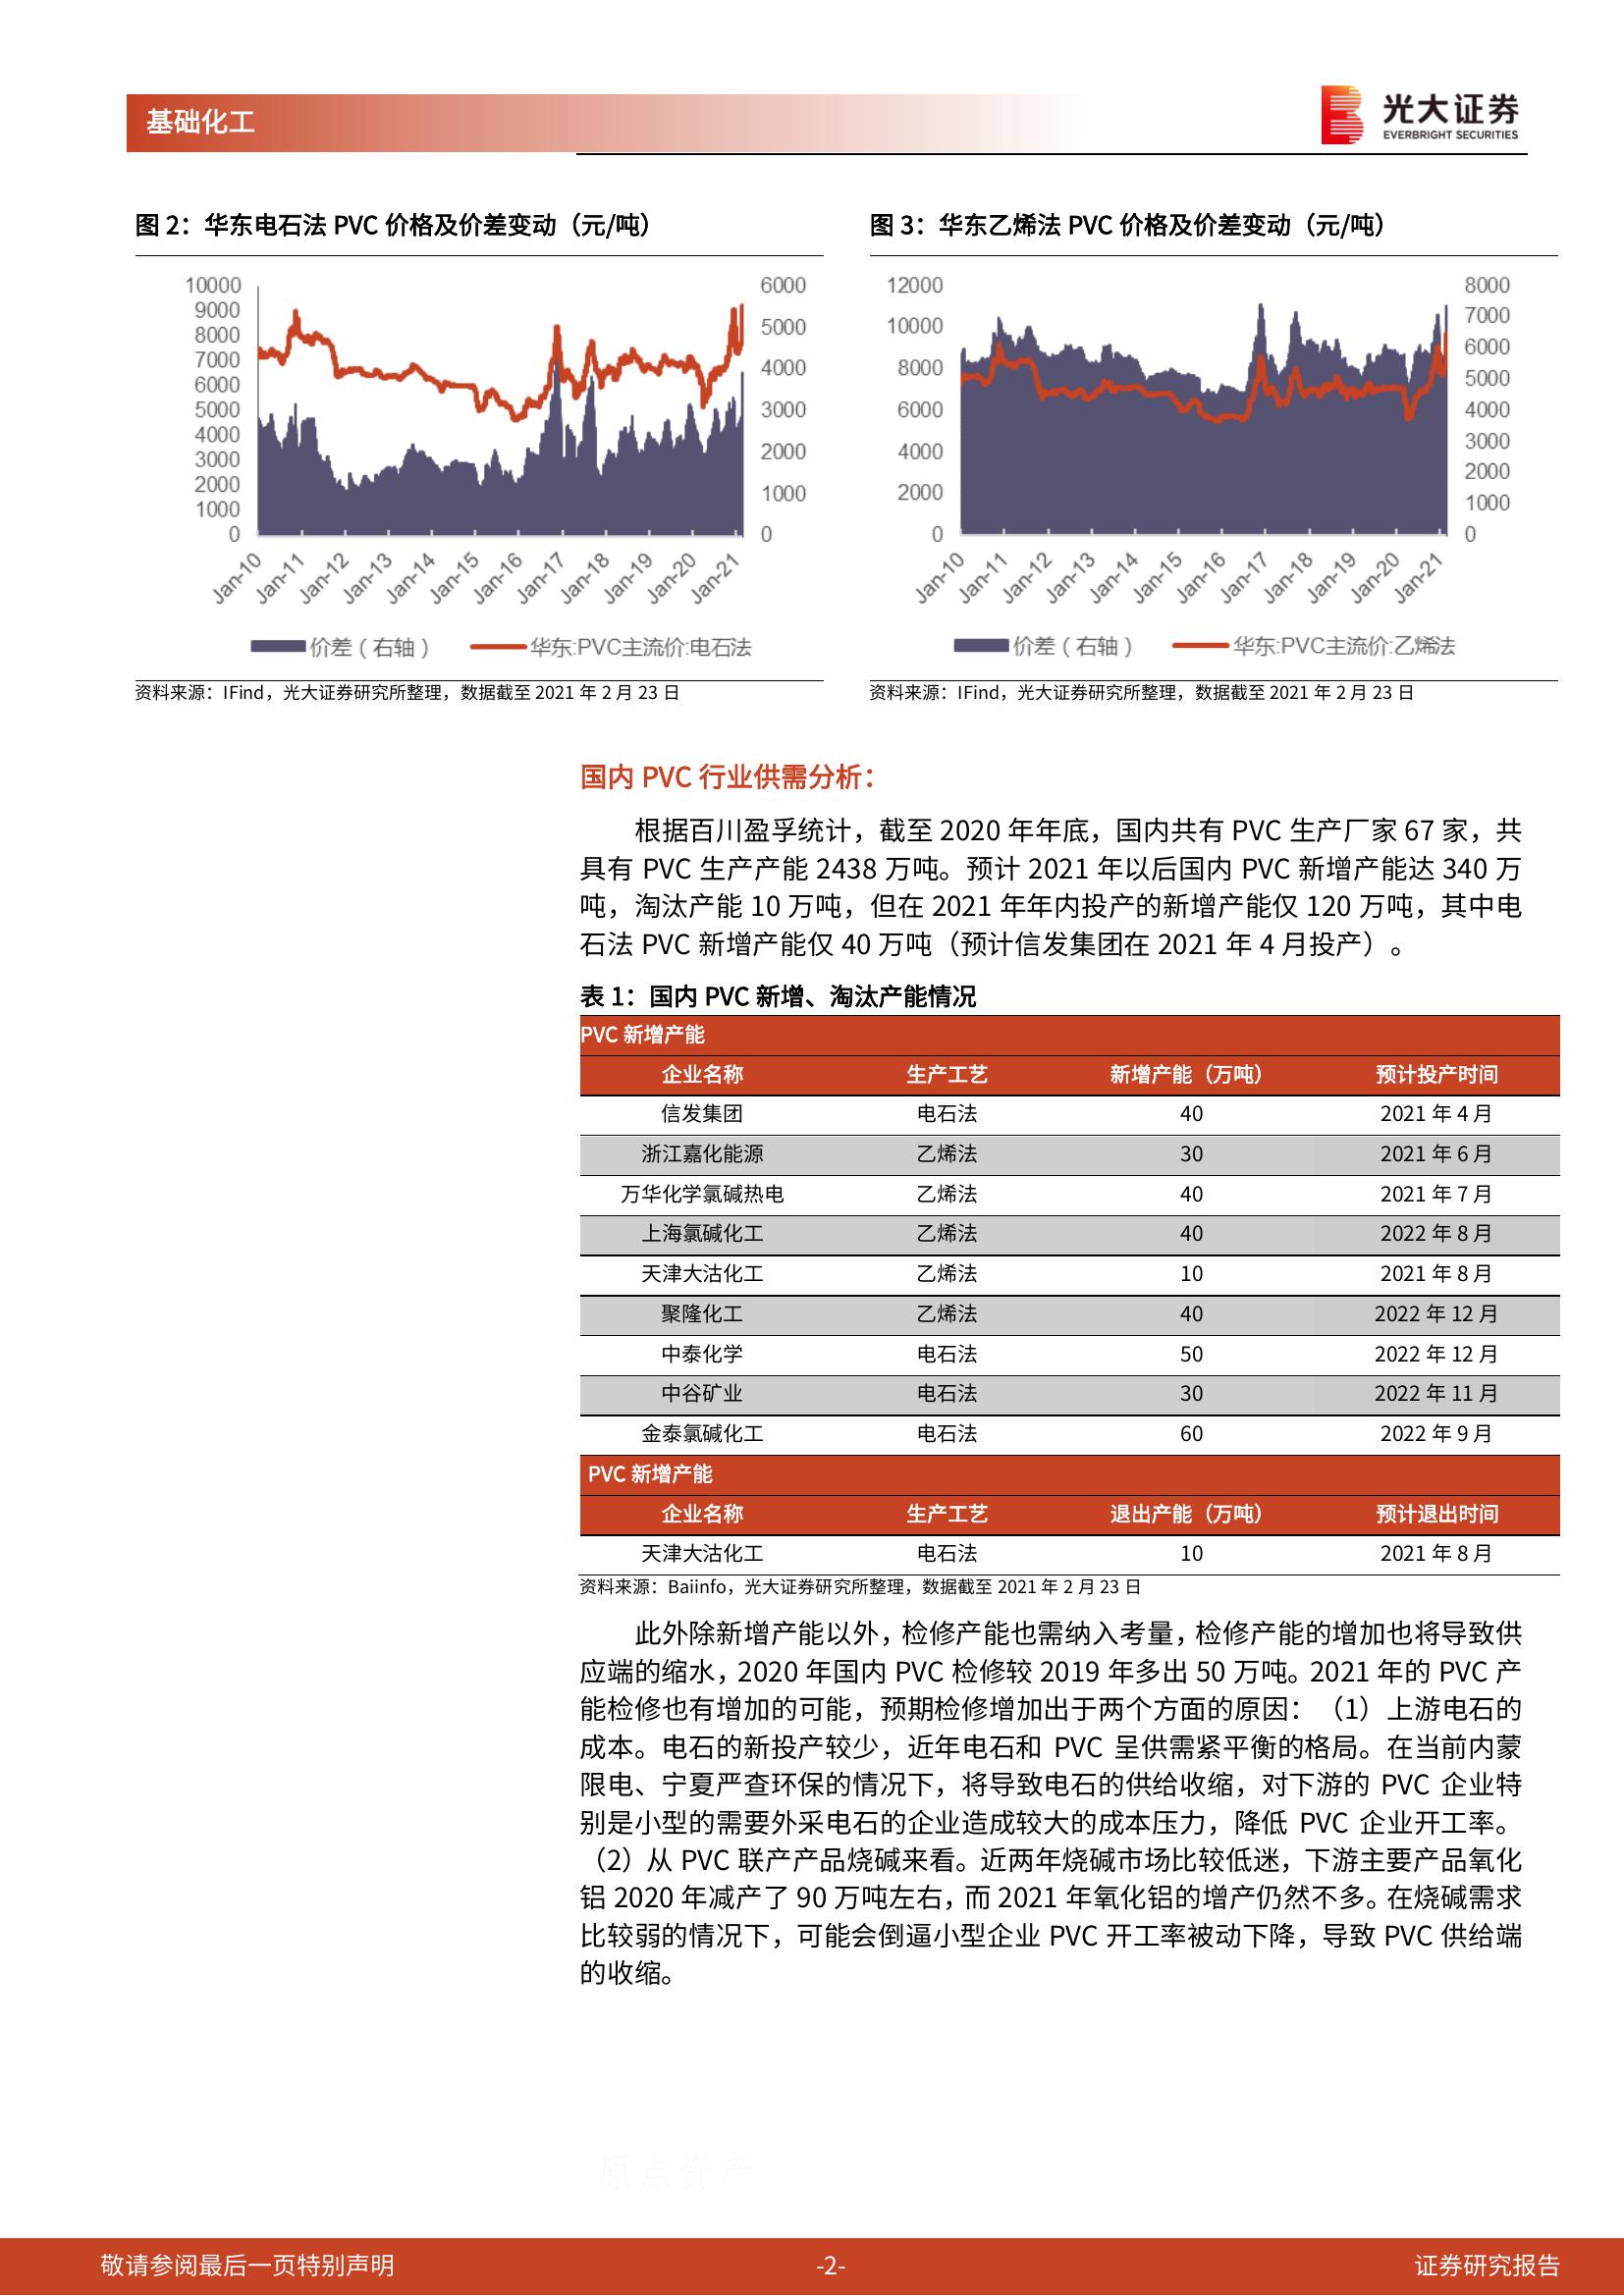 基础化工
光大证券
EVERBRIGHT SECURITIES
图 2：华东电石法 PVC 价格及价差变动（元/吨）
10000
9000
8000
7000
6000
5000
4000
3000
2000
1000
0
6000
5000
4000
3000
2000
1000
0
Jan-10 Jan-11 Jan-12 Jan-13 Jan-14 Jan-15 Jan-16 Jan-17 Jan-18 Jan-19 Jan-20 Jan-21
价差（右轴） 华东:PVC主流价:电石法
资料来源：IFind，光大证券研究所整理，数据截至 2021 年 2 月 23 日
图 3：华东乙烯法 PVC 价格及价差变动（元/吨）
12000
10000
8000
6000
4000
2000
0
8000
7000
6000
5000
4000
3000
2000
1000
0
Jan-10 Jan-11 Jan-12 Jan-13 Jan-14 Jan-15 Jan-16 Jan-17 Jan-18 Jan-19 Jan-20 Jan-21
价差（右轴） 华东:PVC主流价:乙烯法
资料来源：IFind，光大证券研究所整理，数据截至 2021 年 2 月 23 日
国内 PVC 行业供需分析：
根据百川盈孚统计，截至 2020 年年底，国内共有 PVC 生产厂家 67 家，共
具有 PVC 生产产能 2438 万吨。预计 2021 年以后国内 PVC 新增产能达 340 万
吨，淘汰产能 10 万吨，但在 2021 年年内投产的新增产能仅 120 万吨，其中电
石法 PVC 新增产能仅 40 万吨（预计信发集团在 2021 年 4 月投产）。
表 1：国内 PVC 新增、淘汰产能情况
PVC 新增产能
企业名称 生产工艺 新增产能（万吨） 预计投产时间
信发集团 电石法 40 2021 年 4 月
浙江嘉化能源 乙烯法 30 2021 年 6 月
万华化学氯碱热电 乙烯法 40 2021 年 7 月
上海氯碱化工 乙烯法 40 2022 年 8 月
天津大沽化工 乙烯法 10 2021 年 8 月
聚隆化工 乙烯法 40 2022 年 12 月
中泰化学 电石法 50 2022 年 12 月
中谷矿业 电石法 30 2022 年 11 月
金泰氯碱化工 电石法 60 2022 年 9 月
PVC 新增产能
企业名称 生产工艺 退出产能（万吨） 预计退出时间
天津大沽化工 电石法 10 2021 年 8 月
资料来源：Baiinfo，光大证券研究所整理，数据截至 2021 年 2 月 23 日
此外除新增产能以外，检修产能也需纳入考量，检修产能的增加也将导致供
应端的缩水，2020 年国内 PVC 检修较 2019 年多出 50 万吨。2021 年的 PVC 产
能检修也有增加的可能，预期检修增加出于两个方面的原因：（1）上游电石的
成本。电石的新投产较少，近年电石和 PVC 呈供需紧平衡的格局。在当前内蒙
限电、宁夏严查环保的情况下，将导致电石的供给收缩，对下游的 PVC 企业特
别是小型的需要外采电石的企业造成较大的成本压力，降低 PVC 企业开工率。
（2）从 PVC 联产产品烧碱来看。近两年烧碱市场比较低迷，下游主要产品氧化
铝 2020 年减产了 90 万吨左右，而 2021 年氧化铝的增产仍然不多。在烧碱需求
比较弱的情况下，可能会倒逼小型企业 PVC 开工率被动下降，导致 PVC 供给端
的收缩。
原点资产
敬请参阅最后一页特别声明 -2- 证券研究报告